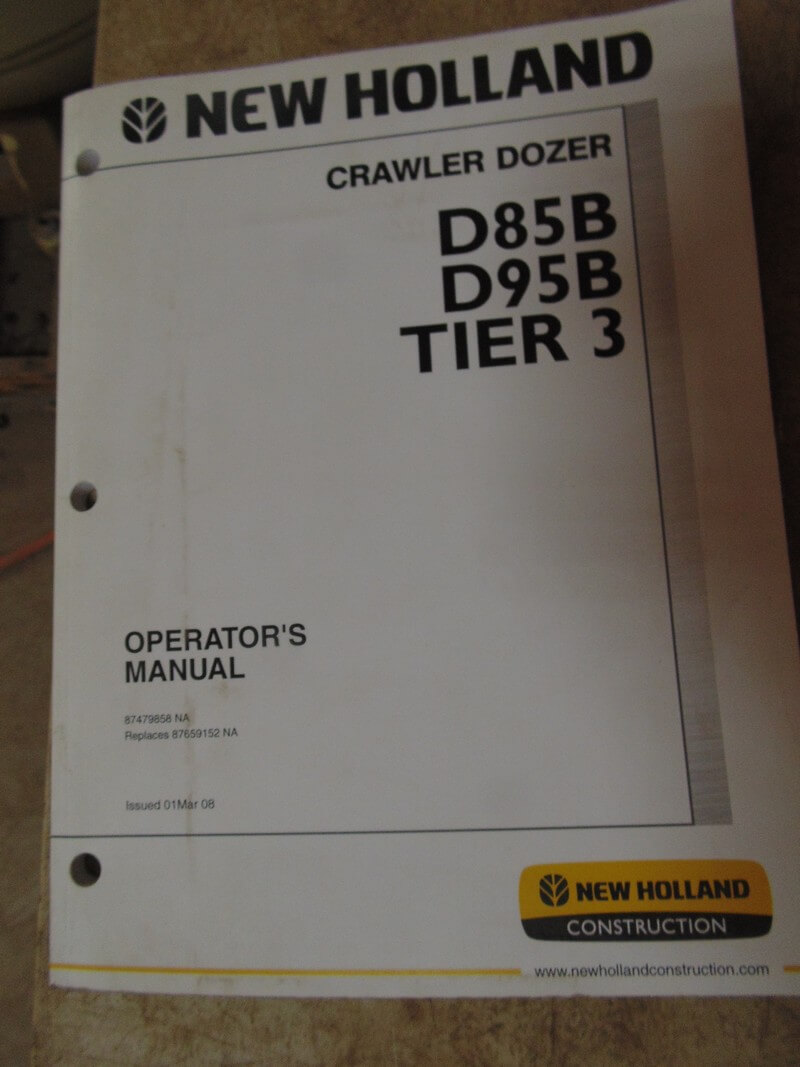 NEW HOLLAND
CRAWLER DOZER
D85B
D95B
TIER 3
OPERATOR'S
MANUAL
87479858 NA
Replaces 87659152 NA
Issued 01Mar 08
NEW HOLLAND
CONSTRUCTION
www.newhollandconstruction.com